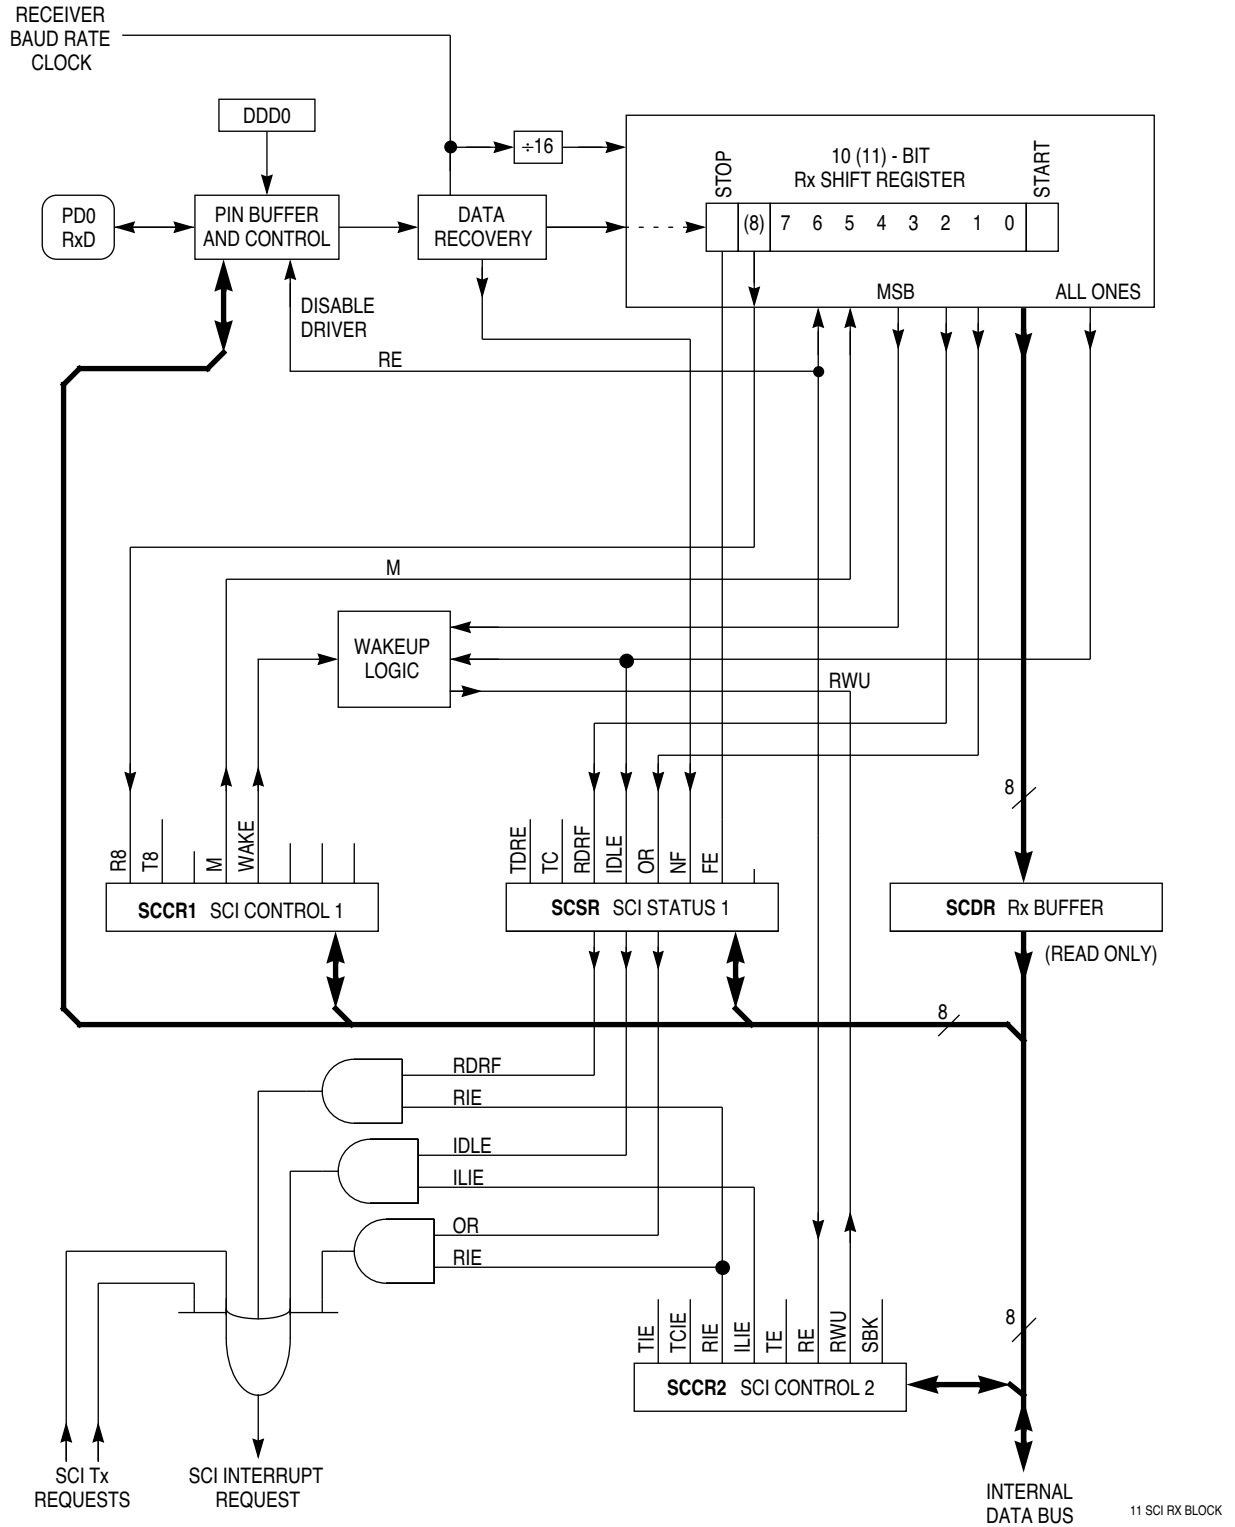 RECEIVER
BAUD RATE
CLOCK
DDD0
÷16
STOP
10 (11) - BIT
Rx SHIFT REGISTER
START
PD0
RxD
PIN BUFFER
AND CONTROL
DATA
RECOVERY
(8) 7 6 5 4 3 2 1 0
MSB
ALL ONES
DISABLE
DRIVER
RE
M
WAKEUP
LOGIC
RWU
8
R8
T8
M
WAKE
TDRE
TC
RDRF
IDLE
OR
NF
FE
SCCR1 SCI CONTROL 1
SCSR SCI STATUS 1
SCDR Rx BUFFER
(READ ONLY)
8
RDRF
RIE
IDLE
ILIE
OR
RIE
8
TIE
TCIE
RIE
ILIE
TE
RE
RWU
SBK
SCCR2 SCI CONTROL 2
SCI Tx
REQUESTS
SCI INTERRUPT
REQUEST
INTERNAL
DATA BUS
11 SCI RX BLOCK